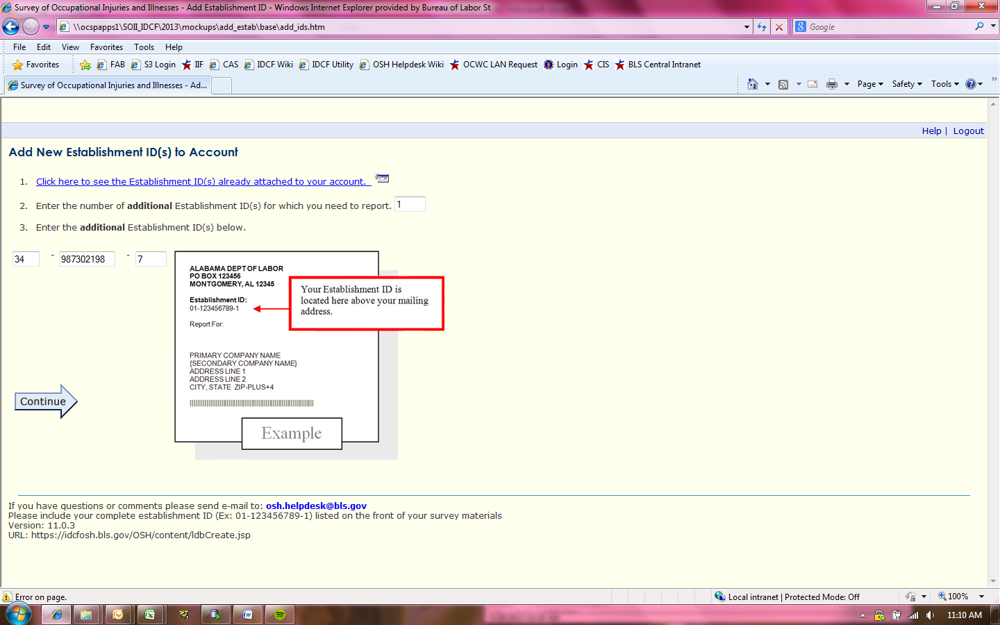 Survey of Occupational Injuries and Illnesses - Add Establishment ID - Windows Internet Explorer provided by Bureau of Labor St
\\ocspapps1\SOII_IDCF\2013\mockups\add_estab\base\add_ids.htm
Google
File Edit View Favorites Tools Help
Favorites FAB S3 Login IIF CAS IDCF Wiki IDCF Utility OSH Helpdesk Wiki OCWC LAN Request Login CIS BLS Central Intranet
Survey of Occupational Injuries and Illnesses - Ad...
Page Safety Tools
Help | Logout
Add New Establishment ID(s) to Account
1. Click here to see the Establishment ID(s) already attached to your account.
2. Enter the number of additional Establishment ID(s) for which you need to report. 1
3. Enter the additional Establishment ID(s) below.
34 - 987302198 - 7
ALABAMA DEPT OF LABOR
PO BOX 123456
MONTGOMERY, AL 12345
Establishment ID:
01-123456789-1
Report For:
Your Establishment ID is
located here above your mailing
address.
PRIMARY COMPANY NAME
{SECONDARY COMPANY NAME}
ADDRESS LINE 1
ADDRESS LINE 2
CITY, STATE ZIP-PLUS+4
Example
Continue
If you have questions or comments please send e-mail to: osh.helpdesk@bls.gov
Please include your complete establishment ID (Ex: 01-123456789-1) listed on the front of your survey materials
Version: 11.0.3
URL: https://idcfosh.bls.gov/OSH/content/ldbCreate.jsp
Error on page.
Local intranet | Protected Mode: Off
100%
11:10 AM